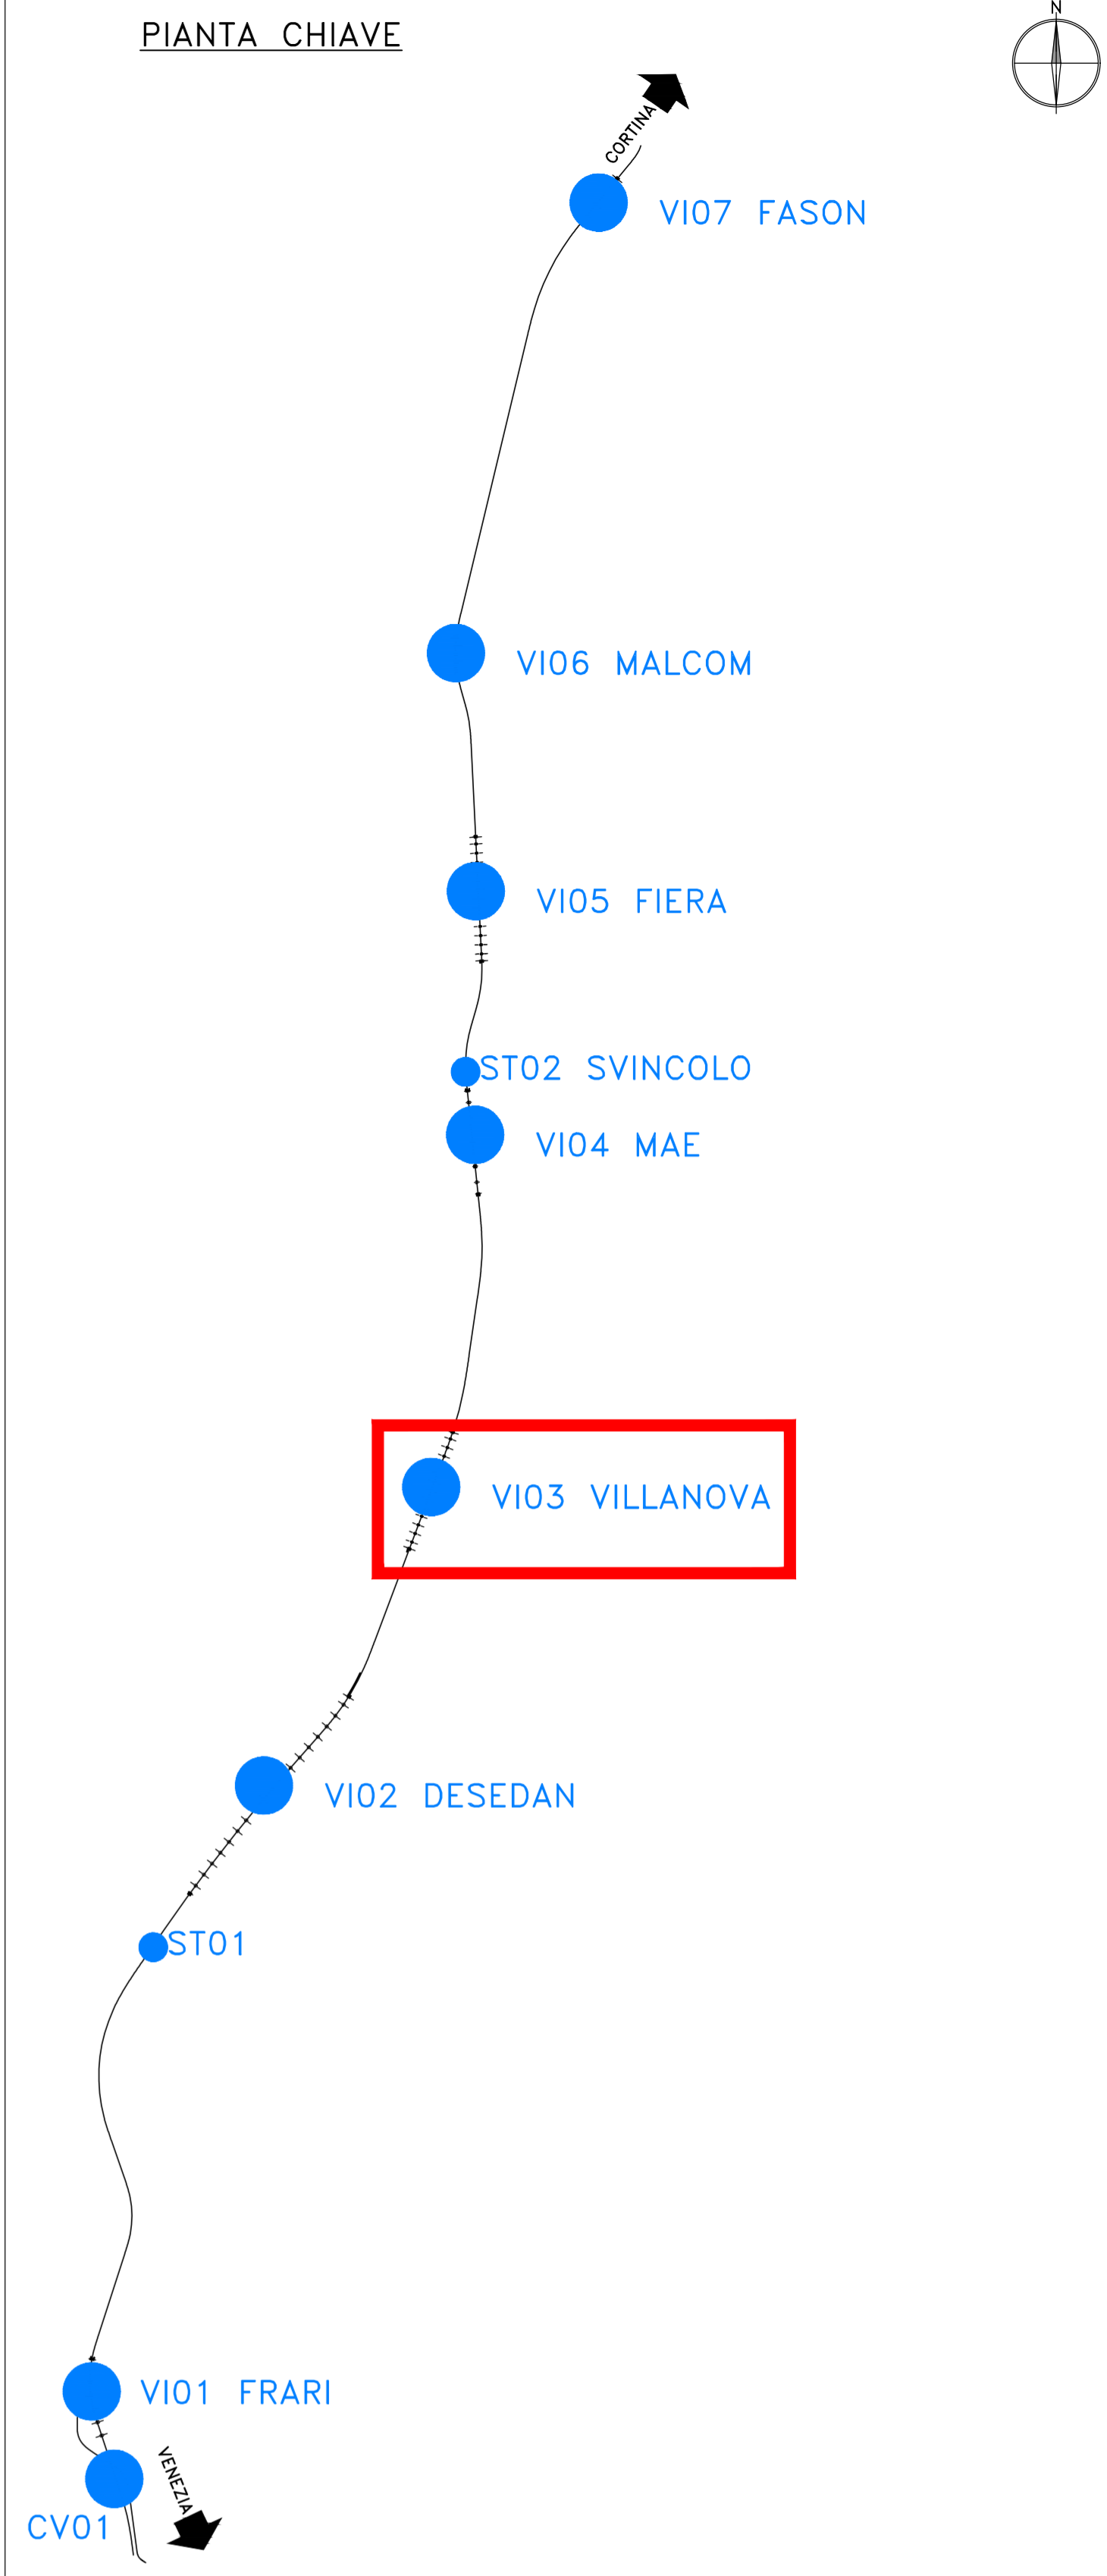 PIANTA CHIAVE
N
CORTINA
VI07 FASON
VI06 MALCOM
VI05 FIERA
ST02 SVINCOLO
VI04 MAE
VI03 VILLANOVA
VI02 DESEDAN
ST01
VI01 FRARI
VENEZIA
CV01